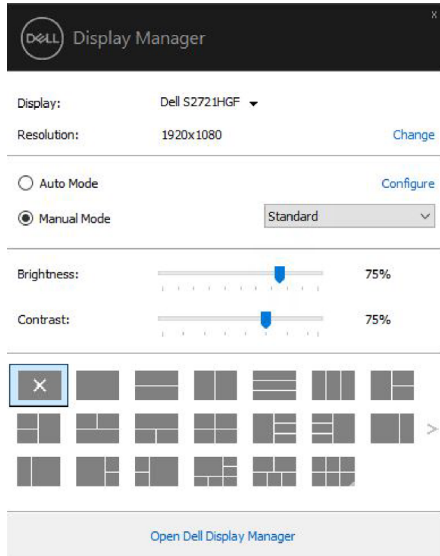 x
DELL Display Manager
Display: Dell S2721HGF
Resolution: 1920x1080 Change
Auto Mode Configure
Manual Mode Standard
Brightness: 75%
Contrast: 75%
Open Dell Display Manager